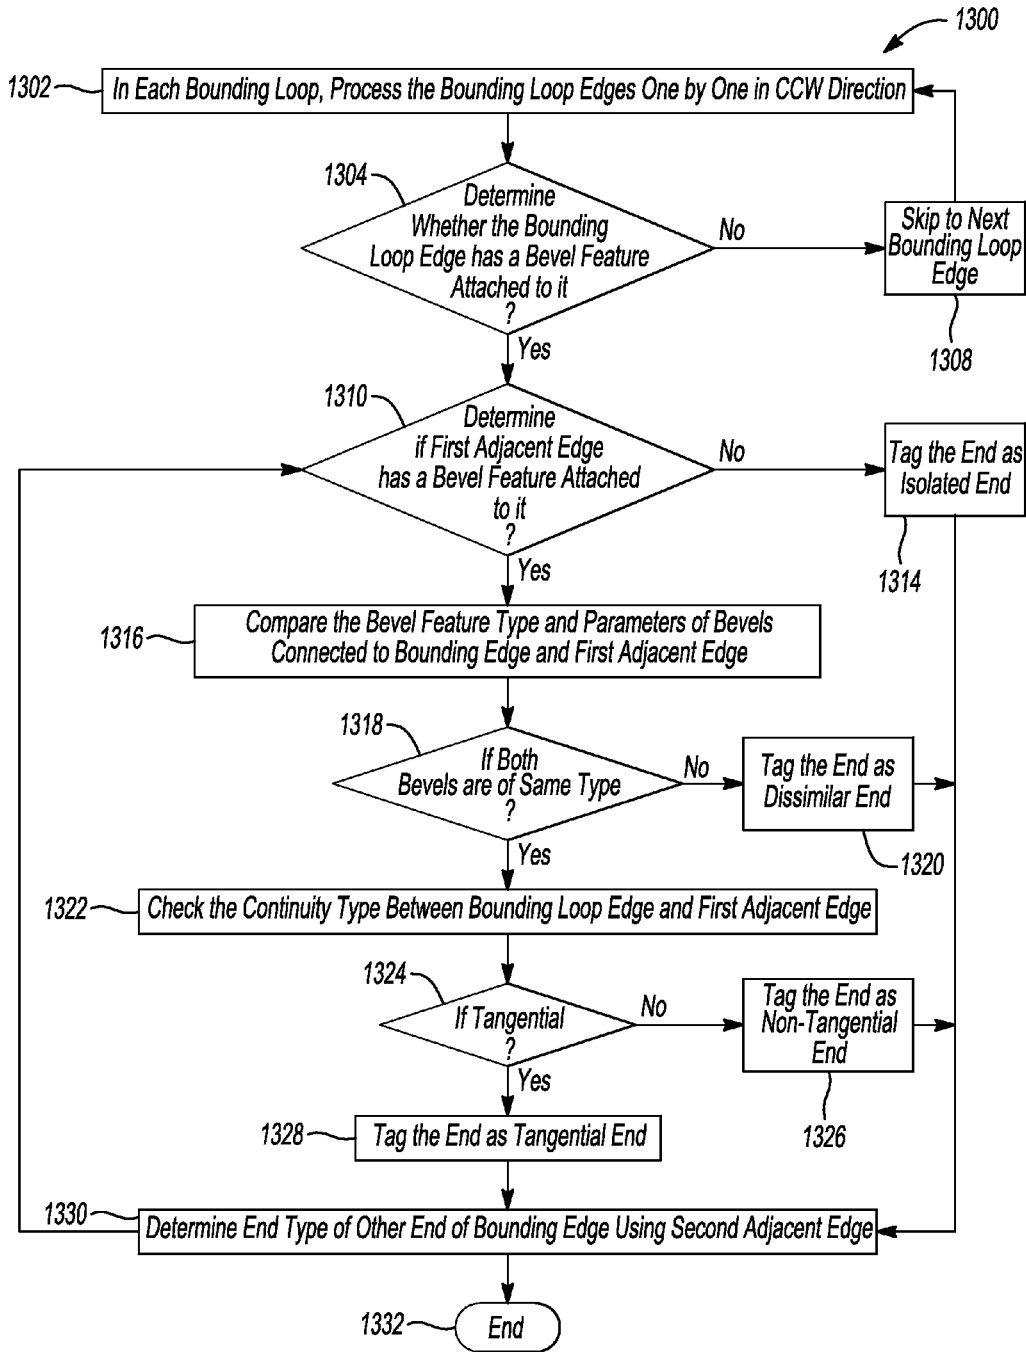 1300
1302
In Each Bounding Loop, Process the Bounding Loop Edges One by One in CCW Direction
1304
Determine
Whether the Bounding
Loop Edge has a Bevel Feature
Attached to it
?
No
Skip to Next
Bounding Loop
Edge
1308
Yes
1310
Determine
if First Adjacent Edge
has a Bevel Feature Attached
to it
?
No
Tag the End as
Isolated End
1314
Yes
1316
Compare the Bevel Feature Type and Parameters of Bevels
Connected to Bounding Edge and First Adjacent Edge
1318
If Both
Bevels are of Same Type
?
No
Tag the End as
Dissimilar End
1320
Yes
1322
Check the Continuity Type Between Bounding Loop Edge and First Adjacent Edge
1324
If Tangential
?
No
Tag the End as
Non-Tangential
End
1326
Yes
1328
Tag the End as Tangential End
1330
Determine End Type of Other End of Bounding Edge Using Second Adjacent Edge
1332
End